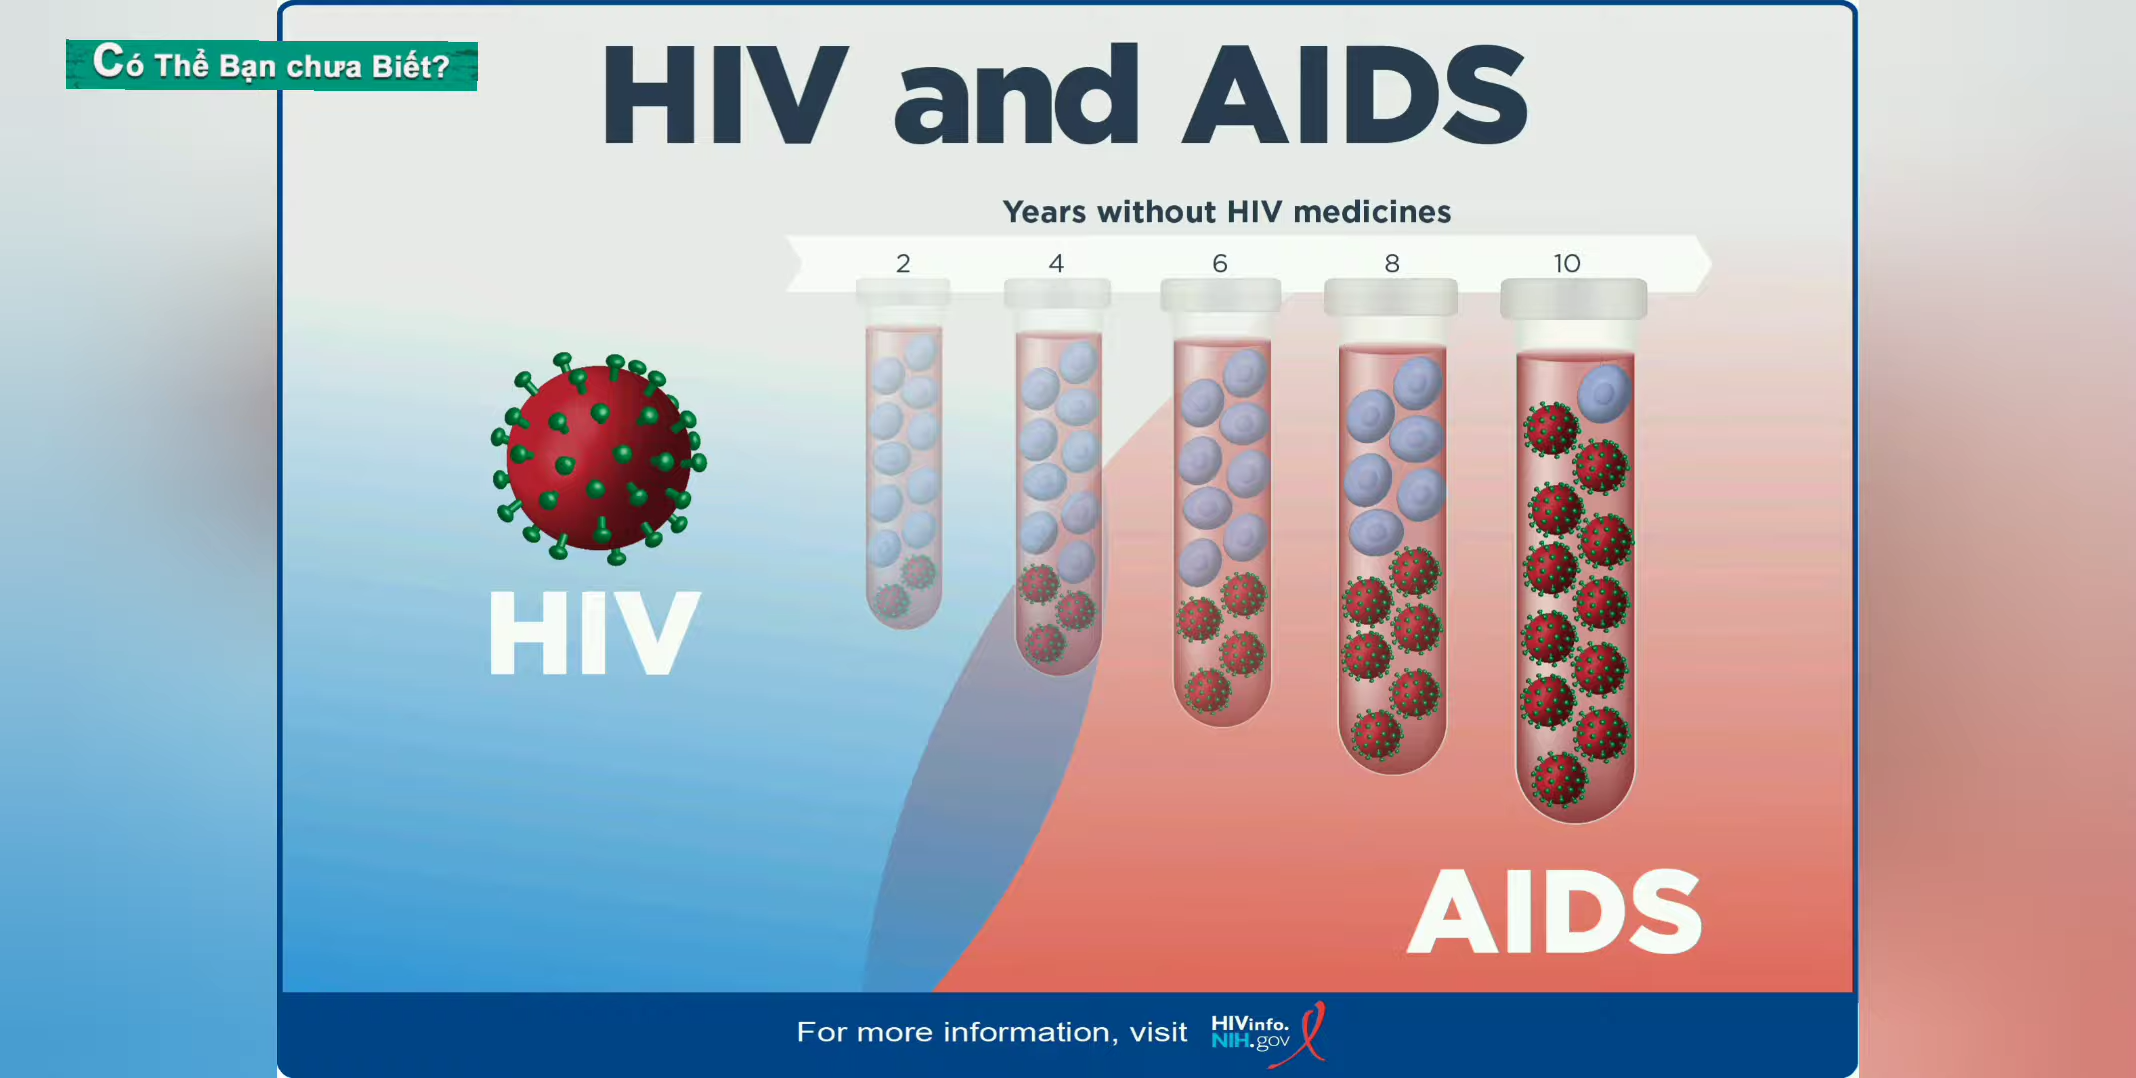 Có Thể Bạn chưa Biết?
HIV and AIDS
Years without HIV medicines
2 4 6 8 10
HIV
AIDS
For more information, visit
HIVinfo.
NIH.gov